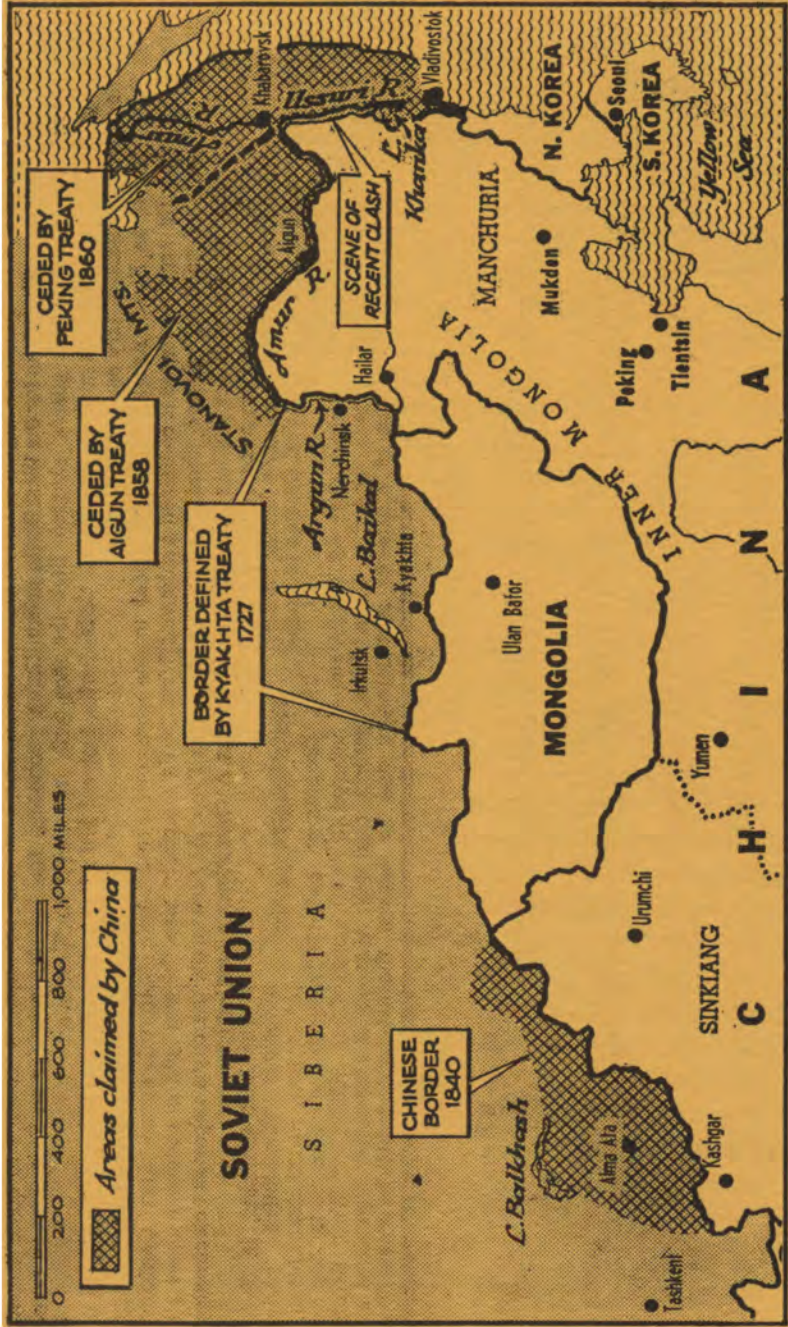 0 200 400 600 800 1,000 MILES
Areas claimed by China
SOVIET UNION
SIBERIA
CHINESE
BORDER
1840
L. Balkhash
Alma Ata
Tashkent
Kashgar
SINKIANG
Urumchi
BORDER DEFINED
BY KYAKHTA TREATY
1727
Irkutsk
L. Baikal
Kyakhta
Argun R.
Nerchinsk
Ulan Bator
MONGOLIA
Yumen
CEDED BY
AIGUN TREATY
1858
CEDED BY
PEKING TREATY
1860
STANOVOI MTS.
Amur R.
Aigun
Amur R.
Khabarovsk
Ussuri R.
SCENE OF
RECENT CLASH
L. Khanka
Vladivostok
Hailar
MANCHURIA
Mukden
INNER MONGOLIA
Peking
Tientsin
N. KOREA
Seoul
S. KOREA
Yellow
Sea
CHINA